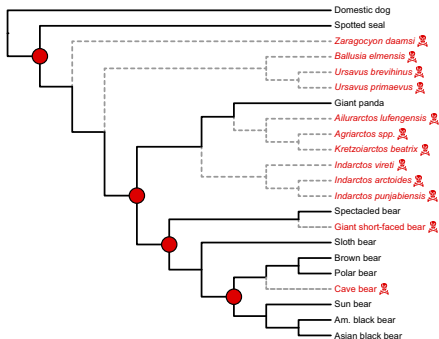 Domestic dog
Spotted seal
Zaragocyon daamsi
Ballusia elmensis
Ursavus brevihinus
Ursavus primaevus
Giant panda
Ailurarctos lufengensis
Agriarctos spp.
Kretzoiarctos beatrix
Indarctos vireti
Indarctos arctoides
Indarctos punjabiensis
Spectacled bear
Giant short-faced bear
Sloth bear
Brown bear
Polar bear
Cave bear
Sun bear
Am. black bear
Asian black bear